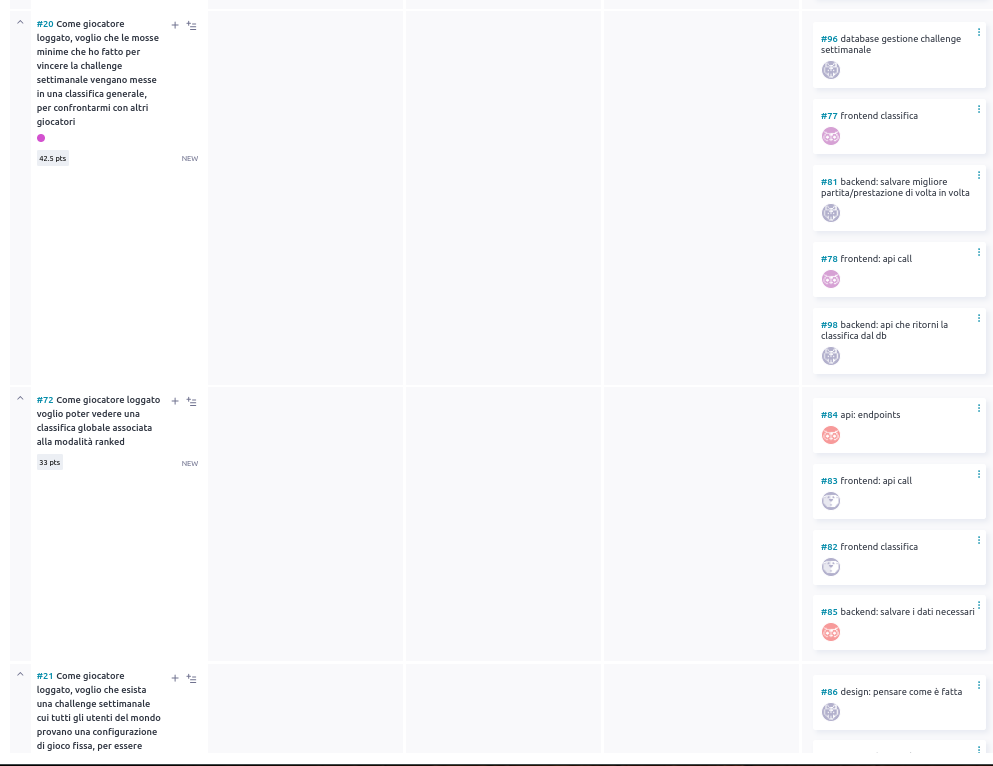 #20 Come giocatore
loggato, voglio che le mosse
minime che ho fatto per
vincere la challenge
settimanale vengano messe
in una classifica generale,
per confrontarmi con altri
giocatori
42.5 pts
NEW
#96 database gestione challenge
settimanale
#77 frontend classifica
#81 backend: salvare migliore
partita/prestazione di volta in volta
#78 frontend: api call
#98 backend: api che ritorni la
classifica dal db
#72 Come giocatore loggato
voglio poter vedere una
classifica globale associata
alla modalità ranked
33 pts
NEW
#84 api: endpoints
#83 frontend: api call
#82 frontend classifica
#85 backend: salvare i dati necessari
#21 Come giocatore
loggato, voglio che esista
una challenge settimanale
cui tutti gli utenti del mondo
provano una configurazione
di gioco fissa, per essere
#86 design: pensare come è fatta